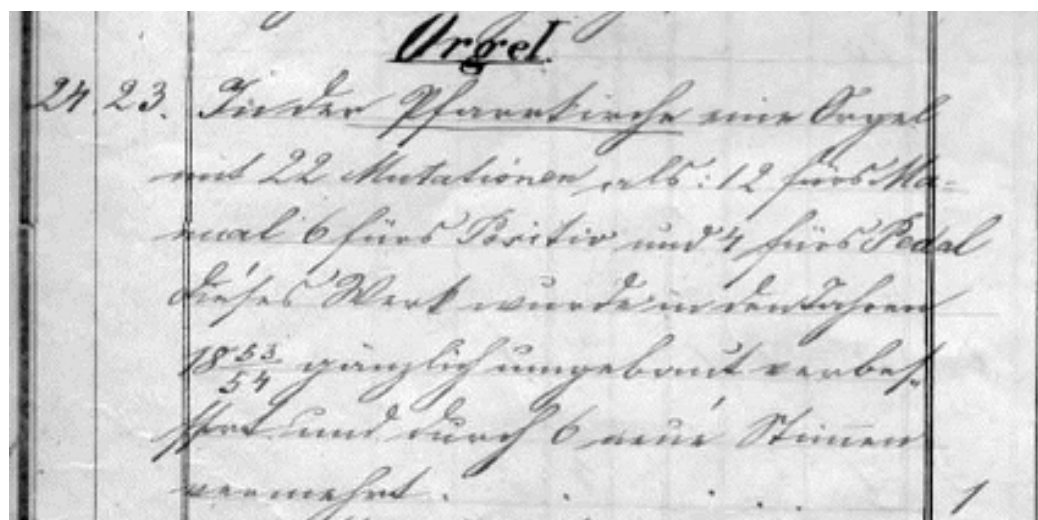 Orgel.
24 23. In der Pfarrkirche eine Orgel
mit 22 Mutationen als: 12 fürs Ma-
nual 6 fürs Positiv und 4 fürs Pedal
dieses Werk wurde in den Jahren
18 53/54 gänzlich umgebaut verbes-
sert und durch 6 neue Stimmen
vermehrt . . . . 1